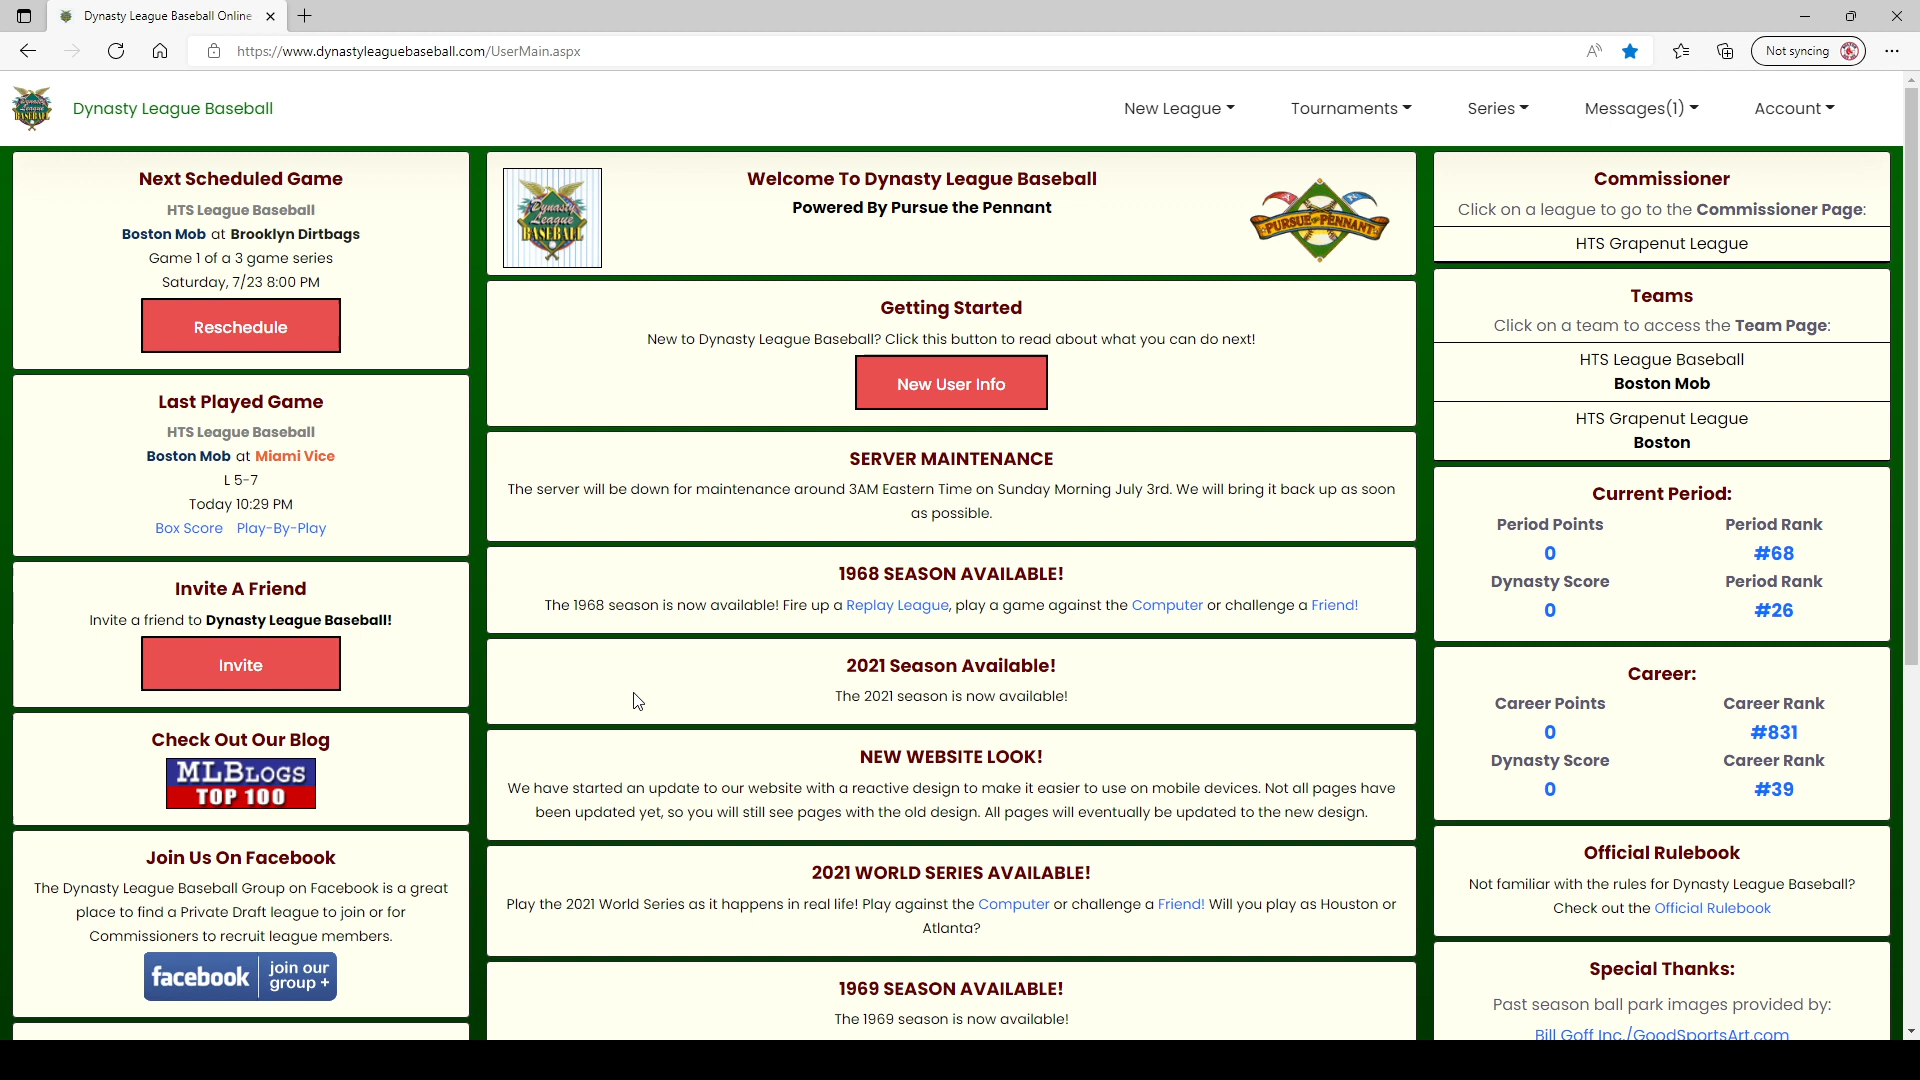 Dynasty League Baseball Online
https://www.dynastyleaguebaseball.com/UserMain.aspx
Not syncing
Dynasty League Baseball
New League
Tournaments
Series
Messages(1)
Account
Next Scheduled Game
HTS League Baseball
Boston Mob at Brooklyn Dirtbags
Game 1 of a 3 game series
Saturday, 7/23 8:00 PM
Reschedule
Last Played Game
HTS League Baseball
Boston Mob at Miami Vice
L 5-7
Today 10:29 PM
Box Score Play-By-Play
Invite A Friend
Invite a friend to Dynasty League Baseball!
Invite
Check Out Our Blog
MLBLOGS
TOP 100
Join Us On Facebook
The Dynasty League Baseball Group on Facebook is a great
place to find a Private Draft league to join or for
Commissioners to recruit league members.
facebook join our
group +
Dynasty
League
BASEBALL
Welcome To Dynasty League Baseball
Powered By Pursue the Pennant
PURSUE the PENNANT
Getting Started
New to Dynasty League Baseball? Click this button to read about what you can do next!
New User Info
SERVER MAINTENANCE
The server will be down for maintenance around 3AM Eastern Time on Sunday Morning July 3rd. We will bring it back up as soon
as possible.
1968 SEASON AVAILABLE!
The 1968 season is now available! Fire up a Replay League, play a game against the Computer or challenge a Friend!
2021 Season Available!
The 2021 season is now available!
NEW WEBSITE LOOK!
We have started an update to our website with a reactive design to make it easier to use on mobile devices. Not all pages have
been updated yet, so you will still see pages with the old design. All pages will eventually be updated to the new design.
2021 WORLD SERIES AVAILABLE!
Play the 2021 World Series as it happens in real life! Play against the Computer or challenge a Friend! Will you play as Houston or
Atlanta?
1969 SEASON AVAILABLE!
The 1969 season is now available!
Commissioner
Click on a league to go to the Commissioner Page:
HTS Grapenut League
Teams
Click on a team to access the Team Page:
HTS League Baseball
Boston Mob
HTS Grapenut League
Boston
Current Period:
Period Points Period Rank
0 #68
Dynasty Score Period Rank
0 #26
Career:
Career Points Career Rank
0 #831
Dynasty Score Career Rank
0 #39
Official Rulebook
Not familiar with the rules for Dynasty League Baseball?
Check out the Official Rulebook
Special Thanks:
Past season ball park images provided by:
Bill Goff Inc./GoodSportsArt.com